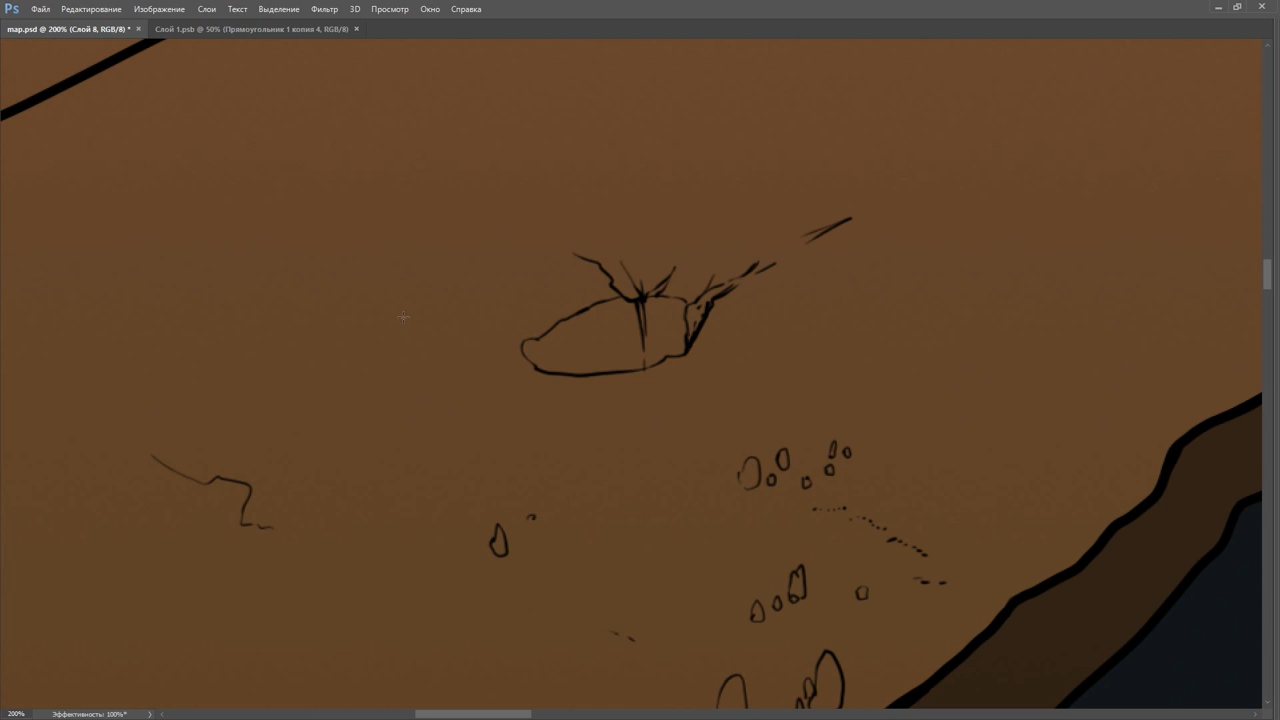 Ps Файл Редактирование Изображение Слои Текст Выделение Фильтр 3D Просмотр Окно Справка
map.psd @ 200% (Слой 8, RGB/8) * × Слой 1.psb @ 50% (Прямоугольник 1 копия 4, RGB/8) ×
200% Эффективность: 100%*